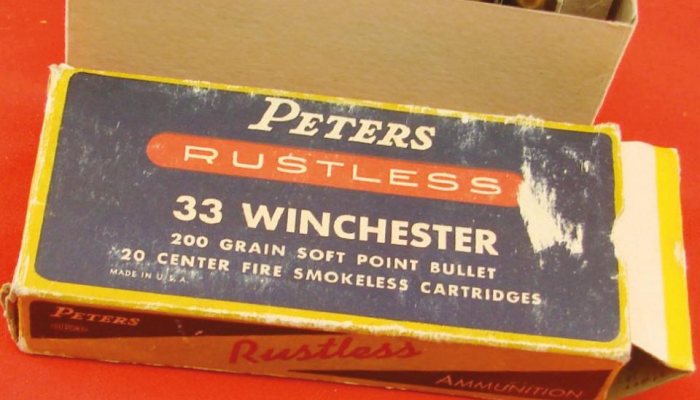 PETERS
RUSTLESS
33 WINCHESTER
200 GRAIN SOFT POINT BULLET
20 CENTER FIRE SMOKELESS CARTRIDGES
MADE IN U.S.A.
PETERS
Rustless
AMMUNITION